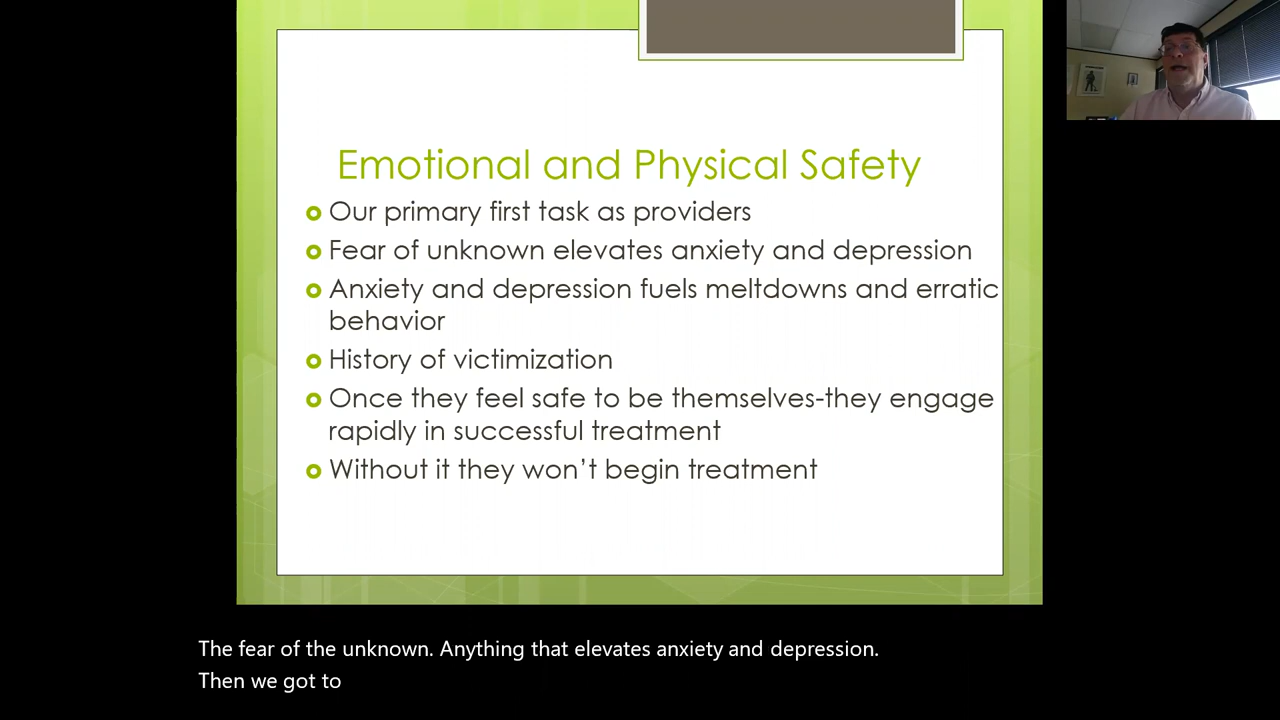 Emotional and Physical Safety
Our primary first task as providers
Fear of unknown elevates anxiety and depression
Anxiety and depression fuels meltdowns and erratic
behavior
History of victimization
Once they feel safe to be themselves-they engage
rapidly in successful treatment
Without it they won’t begin treatment
The fear of the unknown. Anything that elevates anxiety and depression.
Then we got to